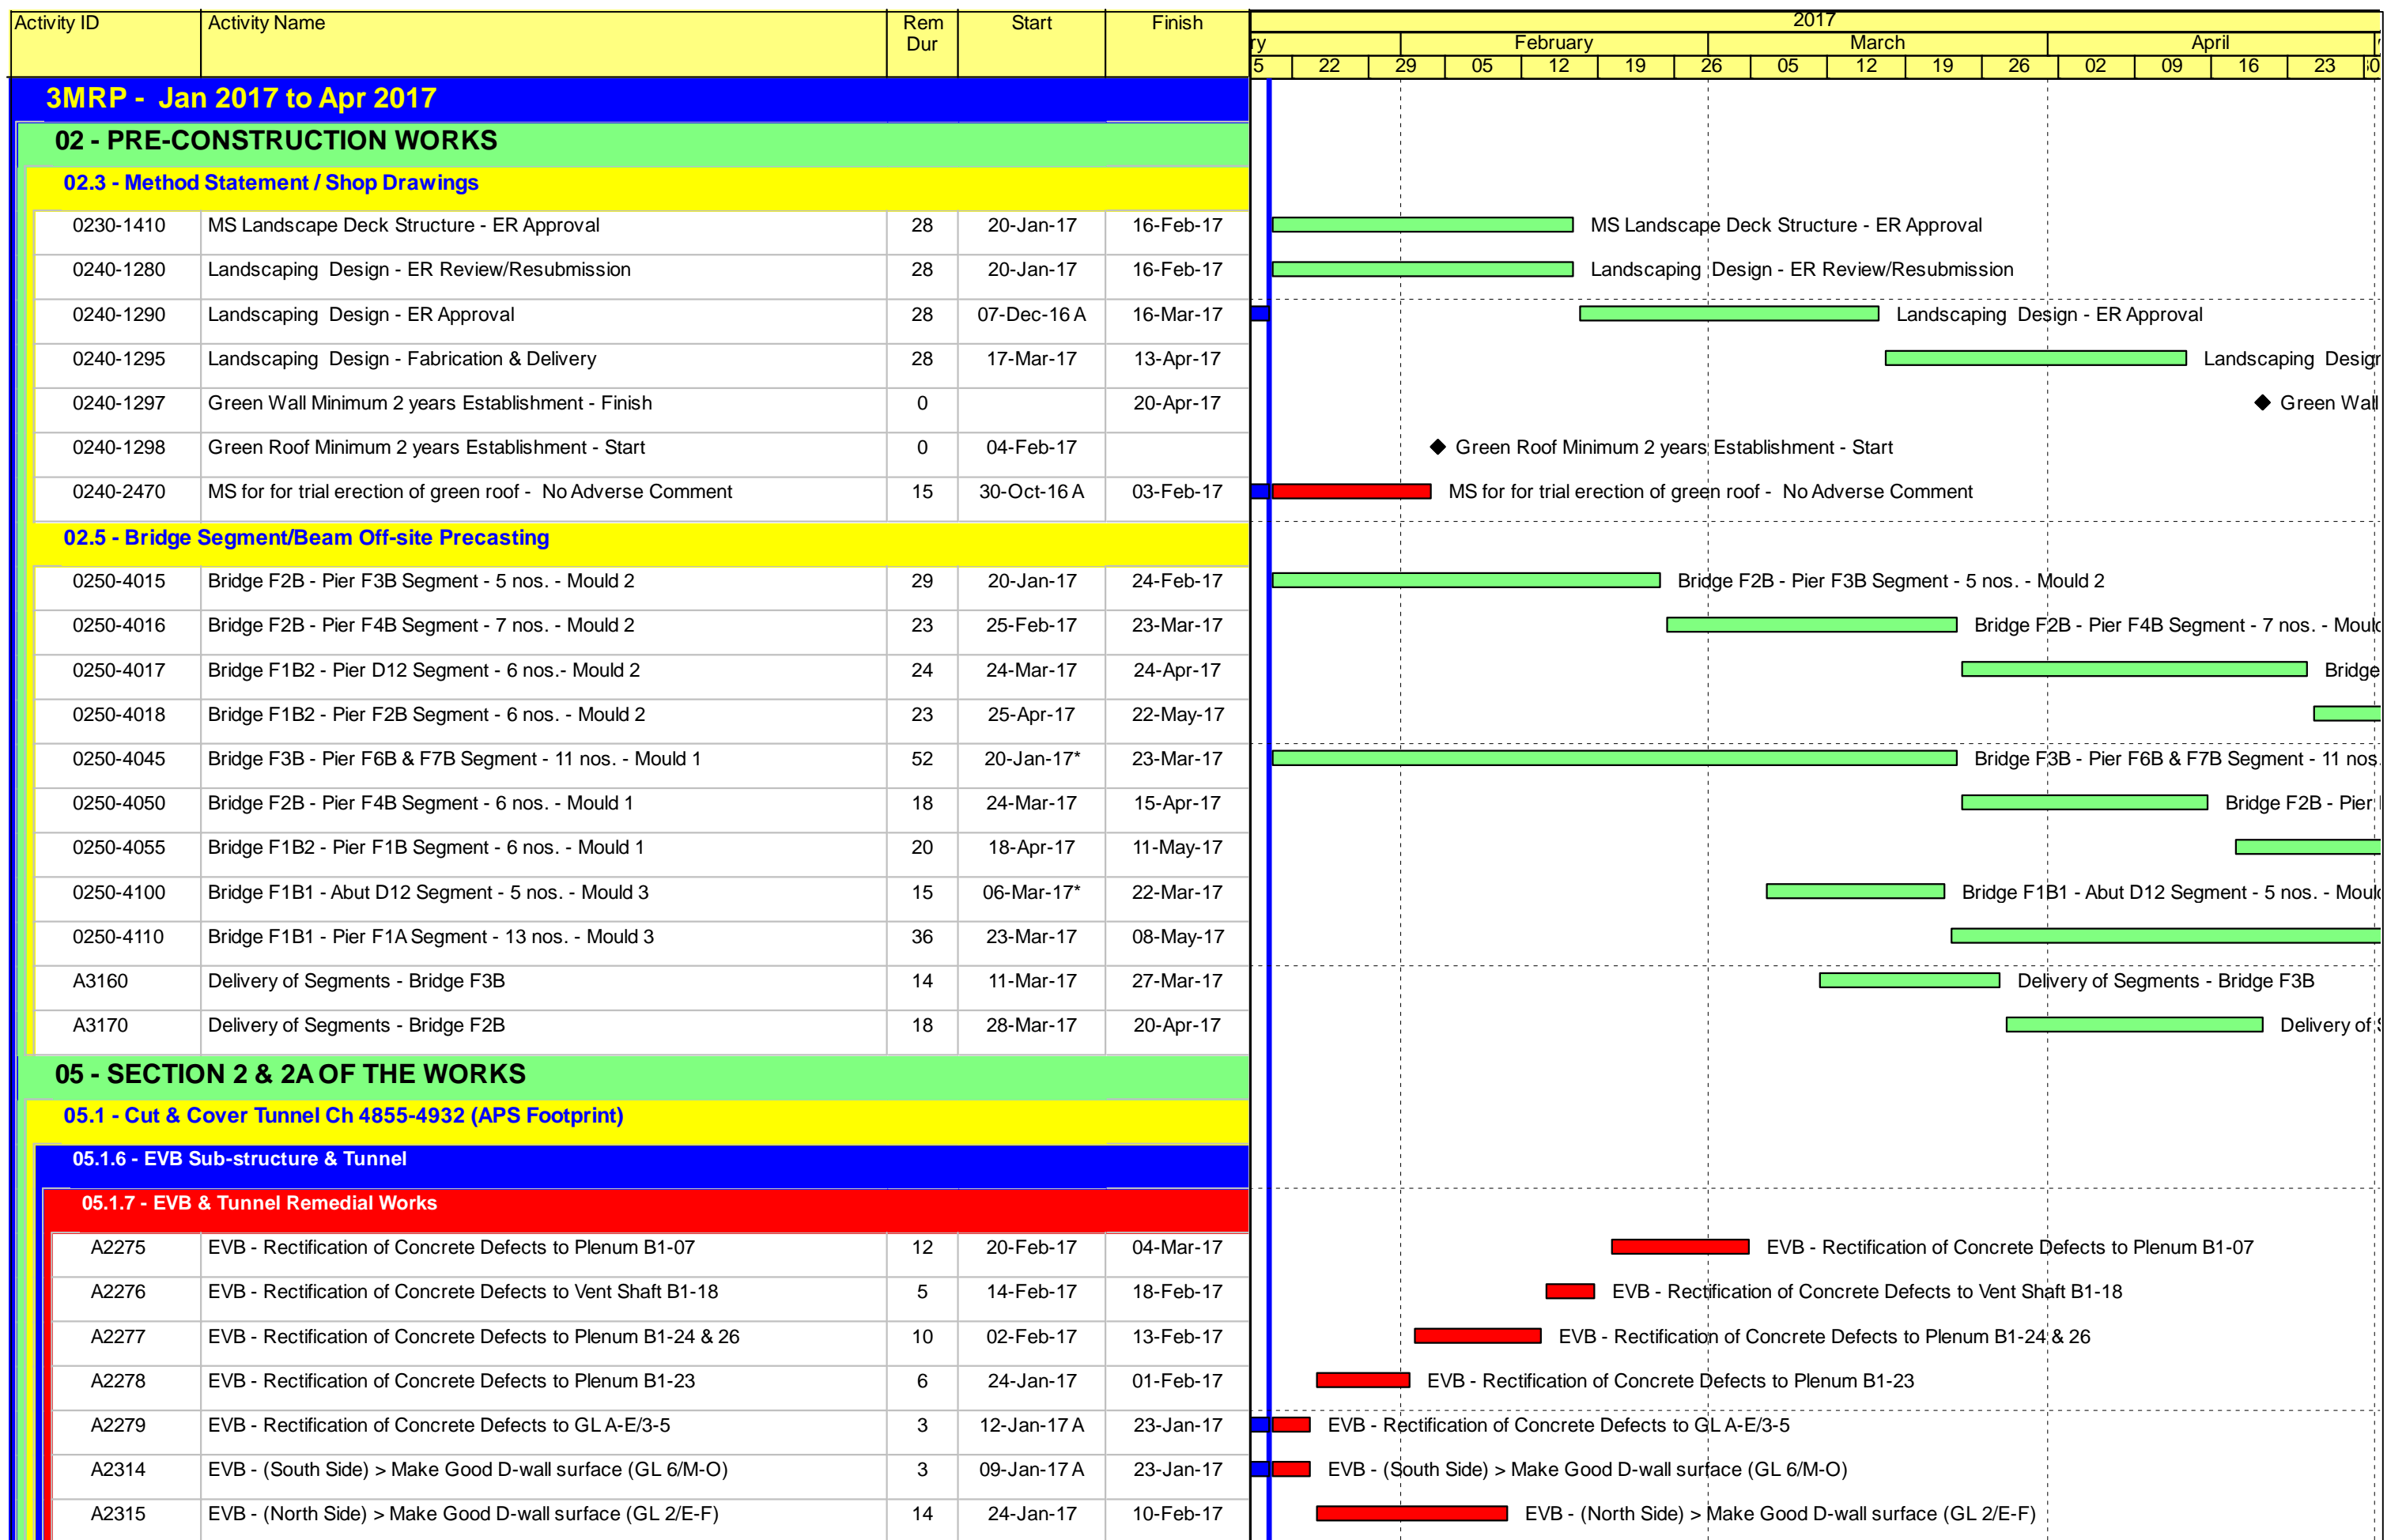 Activity ID Activity Name Rem Dur Start Finish 2017
ry February March April
5 22 29 05 12 19 26 05 12 19 26 02 09 16 23 30
3MRP - Jan 2017 to Apr 2017
02 - PRE-CONSTRUCTION WORKS
02.3 - Method Statement / Shop Drawings
0230-1410 MS Landscape Deck Structure - ER Approval 28 20-Jan-17 16-Feb-17 MS Landscape Deck Structure - ER Approval
0240-1280 Landscaping Design - ER Review/Resubmission 28 20-Jan-17 16-Feb-17 Landscaping Design - ER Review/Resubmission
0240-1290 Landscaping Design - ER Approval 28 07-Dec-16 A 16-Mar-17 Landscaping Design - ER Approval
0240-1295 Landscaping Design - Fabrication & Delivery 28 17-Mar-17 13-Apr-17 Landscaping Design
0240-1297 Green Wall Minimum 2 years Establishment - Finish 0 20-Apr-17 Green Wall
0240-1298 Green Roof Minimum 2 years Establishment - Start 0 04-Feb-17 Green Roof Minimum 2 years Establishment - Start
0240-2470 MS for for trial erection of green roof - No Adverse Comment 15 30-Oct-16 A 03-Feb-17 MS for for trial erection of green roof - No Adverse Comment
02.5 - Bridge Segment/Beam Off-site Precasting
0250-4015 Bridge F2B - Pier F3B Segment - 5 nos. - Mould 2 29 20-Jan-17 24-Feb-17 Bridge F2B - Pier F3B Segment - 5 nos. - Mould 2
0250-4016 Bridge F2B - Pier F4B Segment - 7 nos. - Mould 2 23 25-Feb-17 23-Mar-17 Bridge F2B - Pier F4B Segment - 7 nos. - Mould
0250-4017 Bridge F1B2 - Pier D12 Segment - 6 nos.- Mould 2 24 24-Mar-17 24-Apr-17 Bridge
0250-4018 Bridge F1B2 - Pier F2B Segment - 6 nos. - Mould 2 23 25-Apr-17 22-May-17
0250-4045 Bridge F3B - Pier F6B & F7B Segment - 11 nos. - Mould 1 52 20-Jan-17* 23-Mar-17 Bridge F3B - Pier F6B & F7B Segment - 11 nos.
0250-4050 Bridge F2B - Pier F4B Segment - 6 nos. - Mould 1 18 24-Mar-17 15-Apr-17 Bridge F2B - Pier
0250-4055 Bridge F1B2 - Pier F1B Segment - 6 nos. - Mould 1 20 18-Apr-17 11-May-17
0250-4100 Bridge F1B1 - Abut D12 Segment - 5 nos. - Mould 3 15 06-Mar-17* 22-Mar-17 Bridge F1B1 - Abut D12 Segment - 5 nos. - Mould
0250-4110 Bridge F1B1 - Pier F1A Segment - 13 nos. - Mould 3 36 23-Mar-17 08-May-17
A3160 Delivery of Segments - Bridge F3B 14 11-Mar-17 27-Mar-17 Delivery of Segments - Bridge F3B
A3170 Delivery of Segments - Bridge F2B 18 28-Mar-17 20-Apr-17 Delivery of S
05 - SECTION 2 & 2A OF THE WORKS
05.1 - Cut & Cover Tunnel Ch 4855-4932 (APS Footprint)
05.1.6 - EVB Sub-structure & Tunnel
05.1.7 - EVB & Tunnel Remedial Works
A2275 EVB - Rectification of Concrete Defects to Plenum B1-07 12 20-Feb-17 04-Mar-17 EVB - Rectification of Concrete Defects to Plenum B1-07
A2276 EVB - Rectification of Concrete Defects to Vent Shaft B1-18 5 14-Feb-17 18-Feb-17 EVB - Rectification of Concrete Defects to Vent Shaft B1-18
A2277 EVB - Rectification of Concrete Defects to Plenum B1-24 & 26 10 02-Feb-17 13-Feb-17 EVB - Rectification of Concrete Defects to Plenum B1-24 & 26
A2278 EVB - Rectification of Concrete Defects to Plenum B1-23 6 24-Jan-17 01-Feb-17 EVB - Rectification of Concrete Defects to Plenum B1-23
A2279 EVB - Rectification of Concrete Defects to GL A-E/3-5 3 12-Jan-17 A 23-Jan-17 EVB - Rectification of Concrete Defects to GL A-E/3-5
A2314 EVB - (South Side) > Make Good D-wall surface (GL 6/M-O) 3 09-Jan-17 A 23-Jan-17 EVB - (South Side) > Make Good D-wall surface (GL 6/M-O)
A2315 EVB - (North Side) > Make Good D-wall surface (GL 2/E-F) 14 24-Jan-17 10-Feb-17 EVB - (North Side) > Make Good D-wall surface (GL 2/E-F)